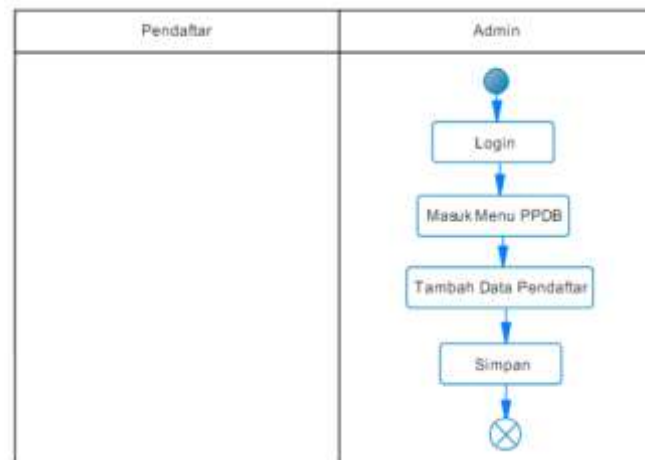 Pendaftar
Admin
Login
Masuk Menu PPDB
Tambah Data Pendaftar
Simpan